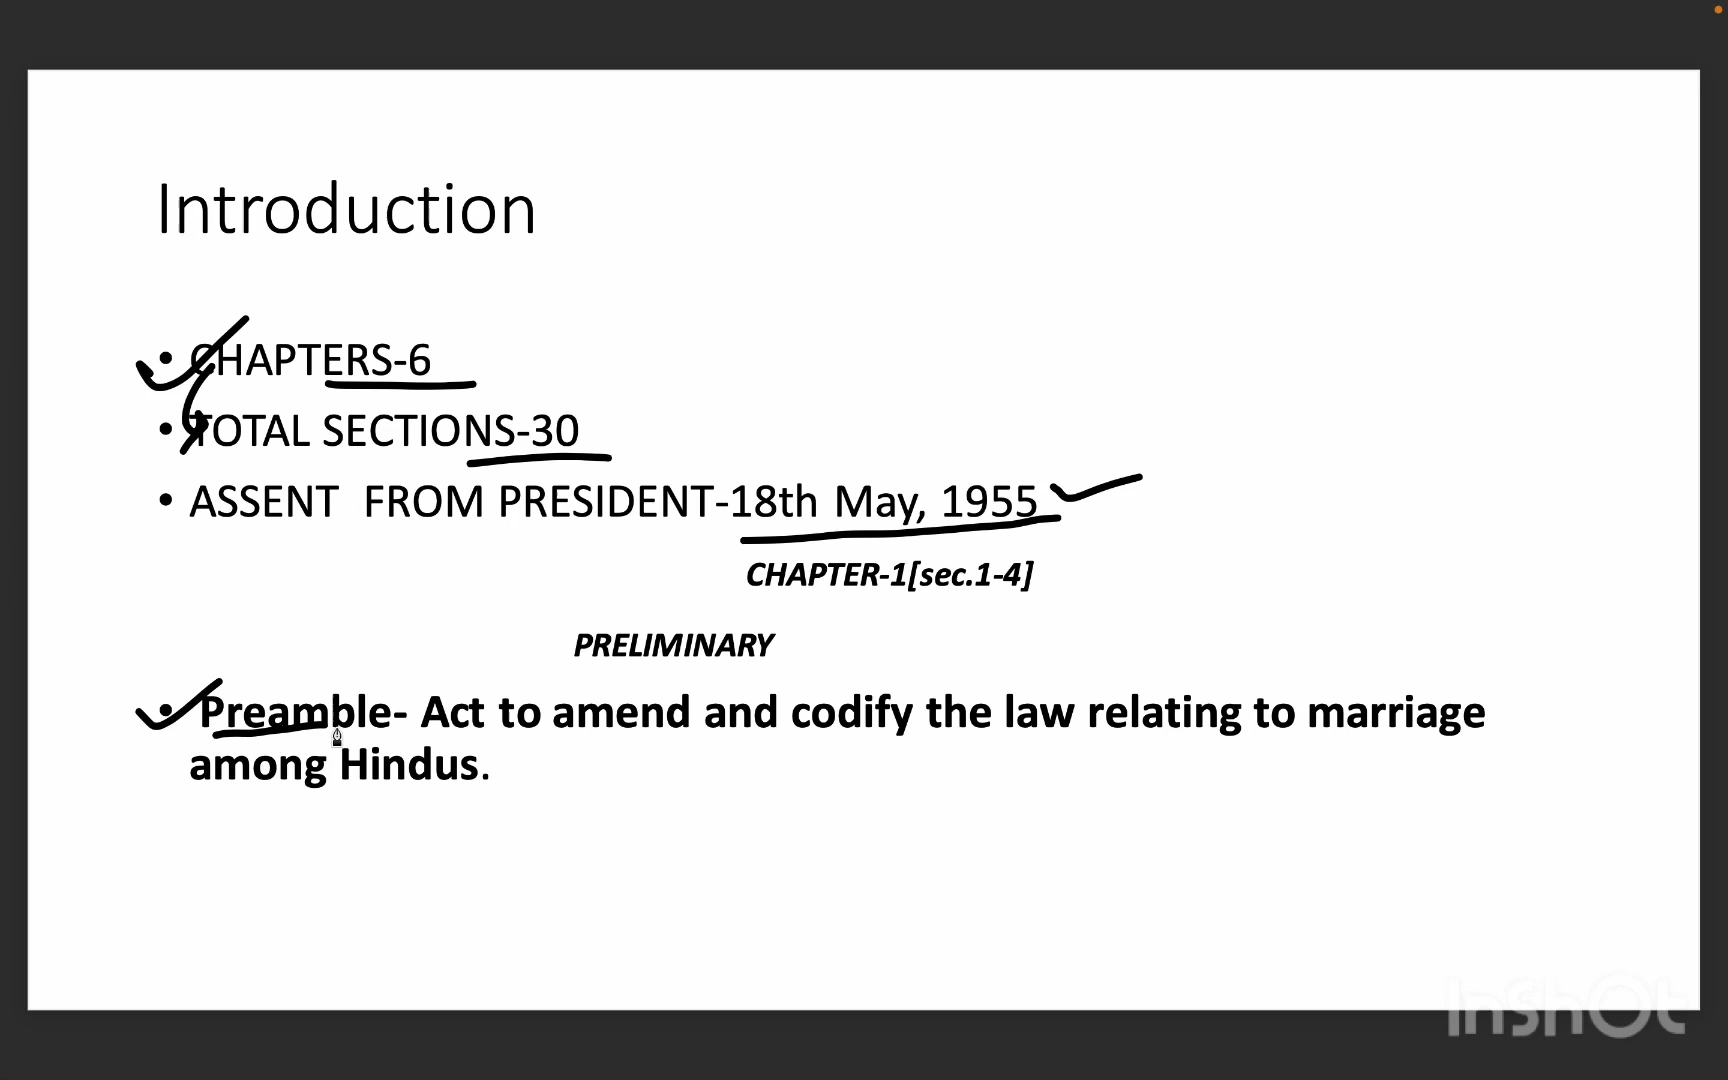 Introduction
• CHAPTERS-6
• TOTAL SECTIONS-30
• ASSENT FROM PRESIDENT-18th May, 1955
CHAPTER-1[sec.1-4]
PRELIMINARY
• Preamble- Act to amend and codify the law relating to marriage
among Hindus.
InShOt